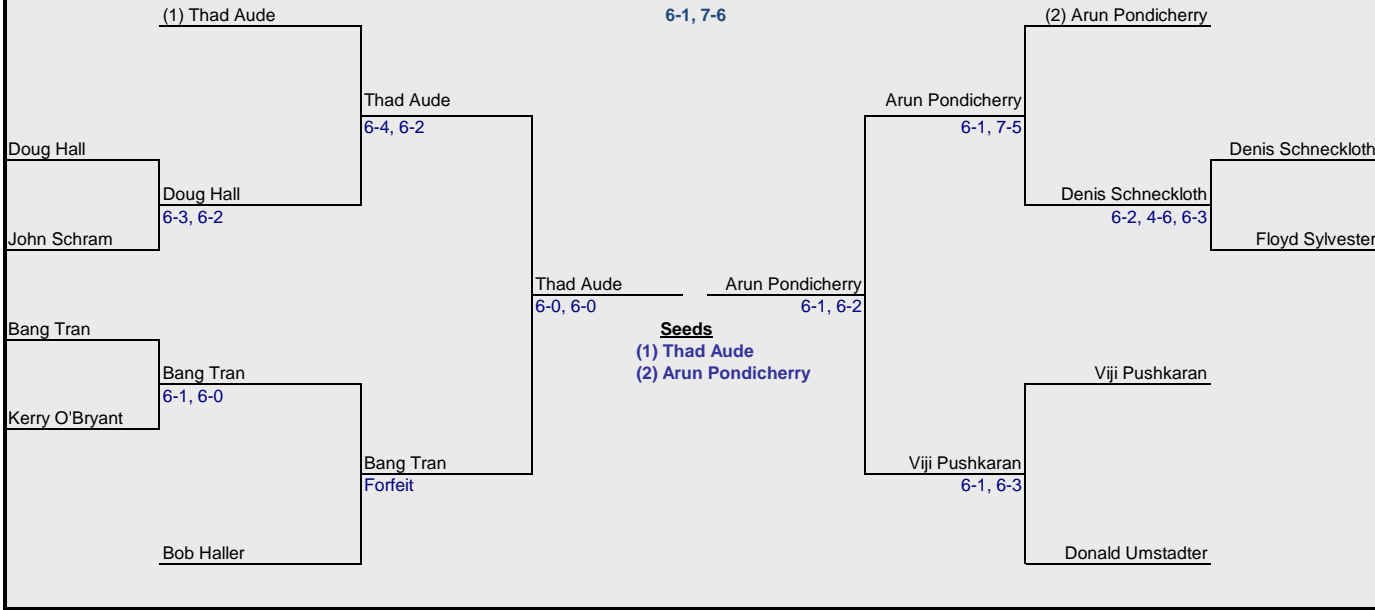 (1) Thad Aude
6-1, 7-6
(2) Arun Pondicherry
Thad Aude
6-4, 6-2
Arun Pondicherry
6-1, 7-5
Doug Hall
Denis Schneckloth
Doug Hall
6-3, 6-2
Denis Schneckloth
6-2, 4-6, 6-3
John Schram
Floyd Sylvester
Thad Aude
6-0, 6-0
Arun Pondicherry
6-1, 6-2
Seeds
(1) Thad Aude
(2) Arun Pondicherry
Bang Tran
Bang Tran
6-1, 6-0
Viji Pushkaran
Kerry O'Bryant
Bang Tran
Forfeit
Viji Pushkaran
6-1, 6-3
Bob Haller
Donald Umstadter